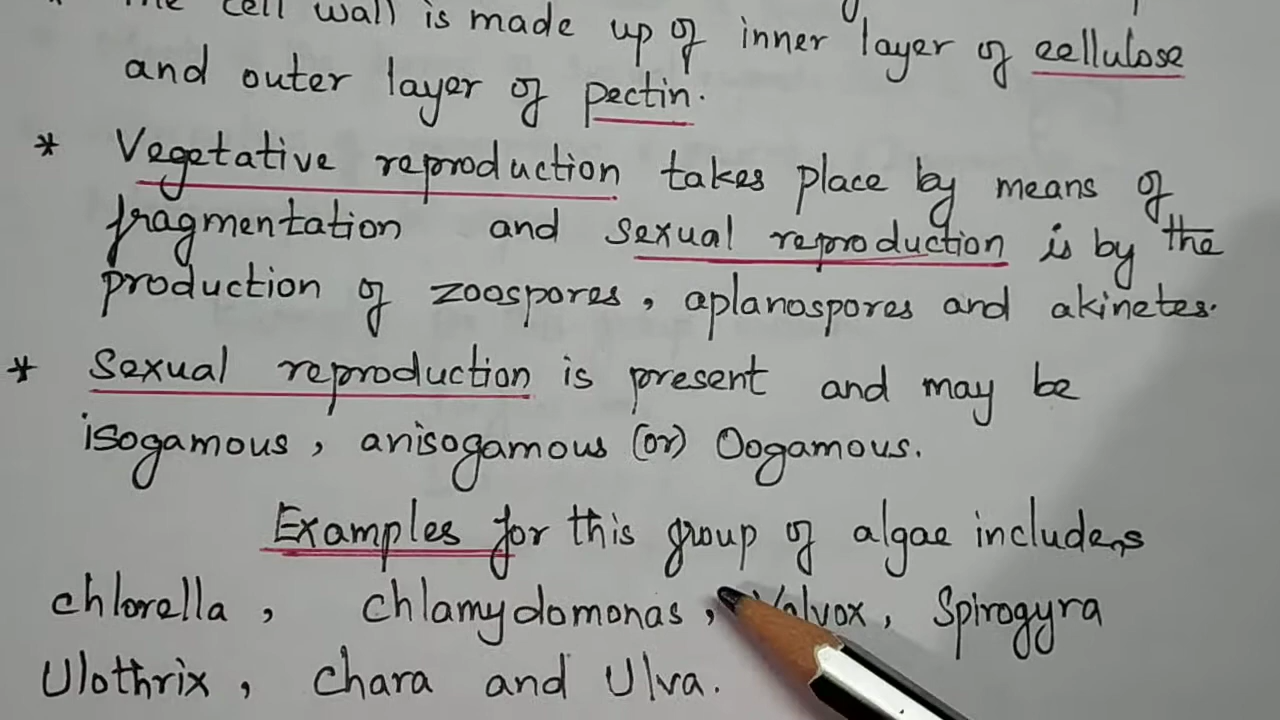 The cell wall is made up of inner layer of cellulose
and outer layer of pectin.
* Vegetative reproduction takes place by means of
fragmentation and sexual reproduction is by the
production of zoospores, aplanospores and akinetes.
* Sexual reproduction is present and may be
isogamous, anisogamous (or) Oogamous.
Examples for this group of algae includes
chlorella, chlamydomonas, Volvox, Spirogyra
Ulothrix, chara and Ulva.